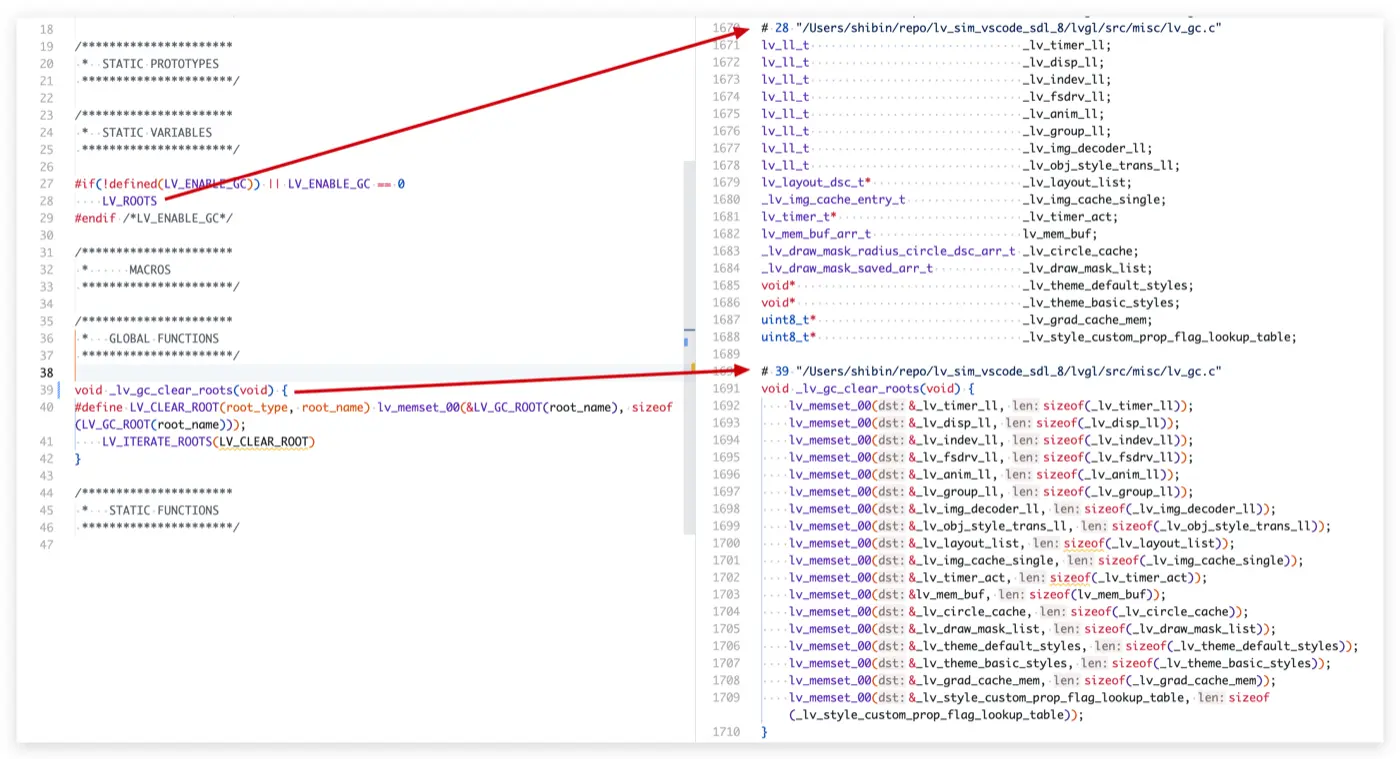 18
19 /**********************
20  *  STATIC PROTOTYPES
21  **********************/
22
23 /**********************
24  *  STATIC VARIABLES
25  **********************/
26
27 #if(!defined(LV_ENABLE_GC)) || LV_ENABLE_GC == 0
28     LV_ROOTS
29 #endif /*LV_ENABLE_GC*/
30
31 /**********************
32  *      MACROS
33  **********************/
34
35 /**********************
36  *   GLOBAL FUNCTIONS
37  **********************/
38
39 void _lv_gc_clear_roots(void) {
40 #define LV_CLEAR_ROOT(root_type, root_name) lv_memset_00(&LV_GC_ROOT(root_name), sizeof
(LV_GC_ROOT(root_name)));
41     LV_ITERATE_ROOTS(LV_CLEAR_ROOT)
42 }
43
44 /**********************
45  *   STATIC FUNCTIONS
46  **********************/
47
1670 # 28 "/Users/shibin/repo/lv_sim_vscode_sdl_8/lvgl/src/misc/lv_gc.c"
1671 lv_ll_t _lv_timer_ll;
1672 lv_ll_t _lv_disp_ll;
1673 lv_ll_t _lv_indev_ll;
1674 lv_ll_t _lv_fsdrv_ll;
1675 lv_ll_t _lv_anim_ll;
1676 lv_ll_t _lv_group_ll;
1677 lv_ll_t _lv_img_decoder_ll;
1678 lv_ll_t _lv_obj_style_trans_ll;
1679 lv_layout_dsc_t* _lv_layout_list;
1680 _lv_img_cache_entry_t _lv_img_cache_single;
1681 lv_timer_t* _lv_timer_act;
1682 lv_mem_buf_arr_t lv_mem_buf;
1683 _lv_draw_mask_radius_circle_dsc_arr_t _lv_circle_cache;
1684 _lv_draw_mask_saved_arr_t _lv_draw_mask_list;
1685 void* _lv_theme_default_styles;
1686 void* _lv_theme_basic_styles;
1687 uint8_t* _lv_grad_cache_mem;
1688 uint8_t* _lv_style_custom_prop_flag_lookup_table;
1689
# 39 "/Users/shibin/repo/lv_sim_vscode_sdl_8/lvgl/src/misc/lv_gc.c"
1691 void _lv_gc_clear_roots(void) {
1692     lv_memset_00(dst: &_lv_timer_ll, len: sizeof(_lv_timer_ll));
1693     lv_memset_00(dst: &_lv_disp_ll, len: sizeof(_lv_disp_ll));
1694     lv_memset_00(dst: &_lv_indev_ll, len: sizeof(_lv_indev_ll));
1695     lv_memset_00(dst: &_lv_fsdrv_ll, len: sizeof(_lv_fsdrv_ll));
1696     lv_memset_00(dst: &_lv_anim_ll, len: sizeof(_lv_anim_ll));
1697     lv_memset_00(dst: &_lv_group_ll, len: sizeof(_lv_group_ll));
1698     lv_memset_00(dst: &_lv_img_decoder_ll, len: sizeof(_lv_img_decoder_ll));
1699     lv_memset_00(dst: &_lv_obj_style_trans_ll, len: sizeof(_lv_obj_style_trans_ll));
1700     lv_memset_00(dst: &_lv_layout_list, len: sizeof(_lv_layout_list));
1701     lv_memset_00(dst: &_lv_img_cache_single, len: sizeof(_lv_img_cache_single));
1702     lv_memset_00(dst: &_lv_timer_act, len: sizeof(_lv_timer_act));
1703     lv_memset_00(dst: &lv_mem_buf, len: sizeof(lv_mem_buf));
1704     lv_memset_00(dst: &_lv_circle_cache, len: sizeof(_lv_circle_cache));
1705     lv_memset_00(dst: &_lv_draw_mask_list, len: sizeof(_lv_draw_mask_list));
1706     lv_memset_00(dst: &_lv_theme_default_styles, len: sizeof(_lv_theme_default_styles));
1707     lv_memset_00(dst: &_lv_theme_basic_styles, len: sizeof(_lv_theme_basic_styles));
1708     lv_memset_00(dst: &_lv_grad_cache_mem, len: sizeof(_lv_grad_cache_mem));
1709     lv_memset_00(dst: &_lv_style_custom_prop_flag_lookup_table, len: sizeof
(_lv_style_custom_prop_flag_lookup_table));
1710 }